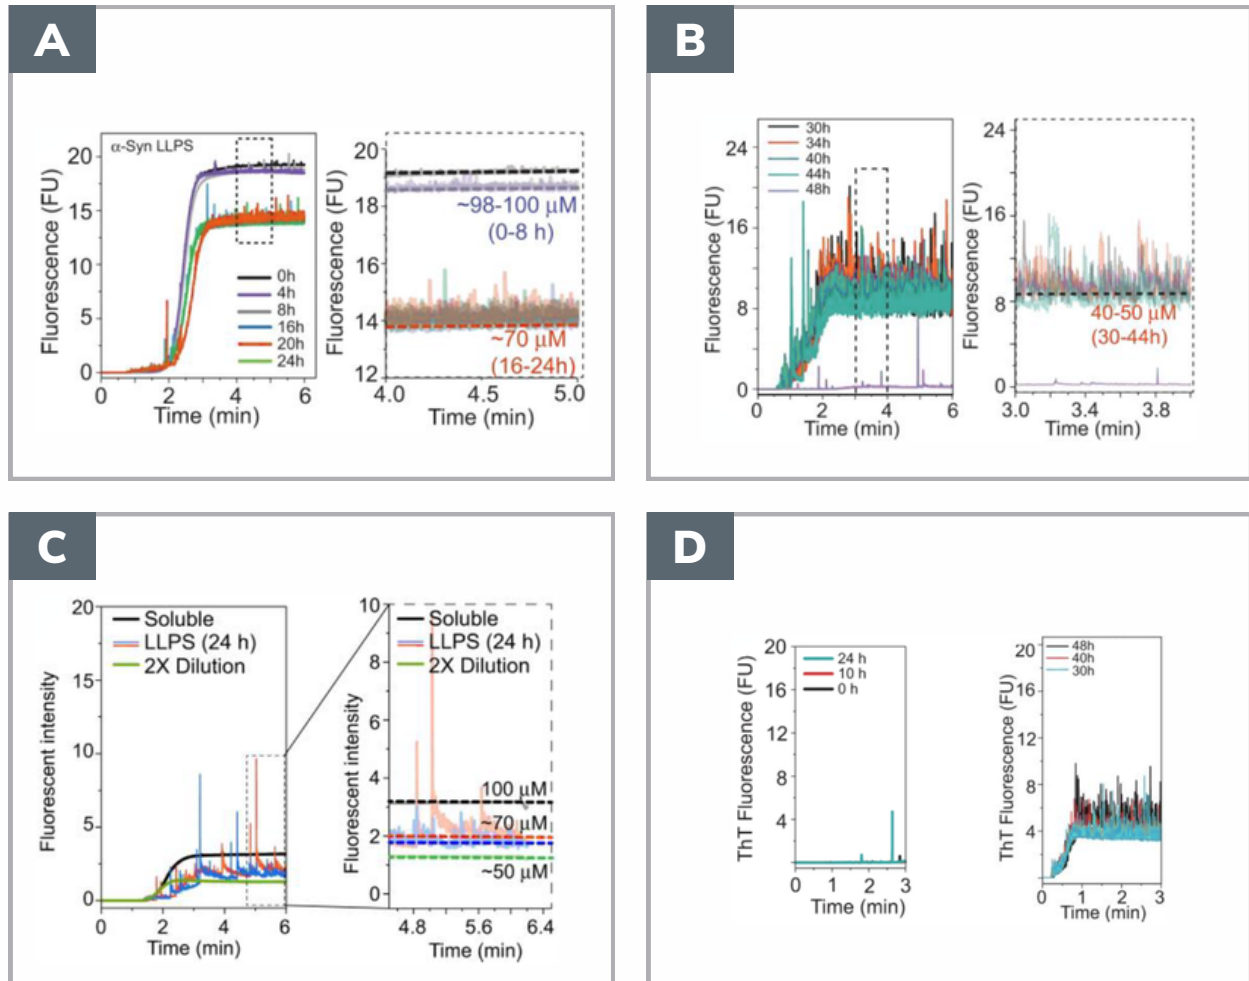 A
α-Syn LLPS
Fluorescence (FU)
20
15
10
5
0
0h
4h
8h
16h
20h
24h
0 2 4 6
Time (min)
Fluorescence (FU)
20
18
16
14
12
~98-100 µM
(0-8 h)
~70 µM
(16-24h)
4.0 4.5 5.0
Time (min)
B
Fluorescence (FU)
24
16
8
0
30h
34h
40h
44h
48h
0 2 4 6
Time (min)
Fluorescence (FU)
24
16
8
0
40-50 µM
(30-44h)
3.0 3.4 3.8
Time (min)
C
Fluorescent intensity
20
15
10
5
0
Soluble
LLPS (24 h)
2X Dilution
0 2 4 6
Time (min)
Fluorescent intensity
10
8
6
4
2
0
Soluble
LLPS (24 h)
2X Dilution
100 µM
~70 µM
~50 µM
4.8 5.6 6.4
Time (min)
D
ThT Fluorescence (FU)
20
16
12
8
4
24 h
10 h
0 h
0 1 2 3
Time (min)
ThT Fluorescence (FU)
20
16
12
8
4
0
48h
40h
30h
0 1 2 3
Time (min)